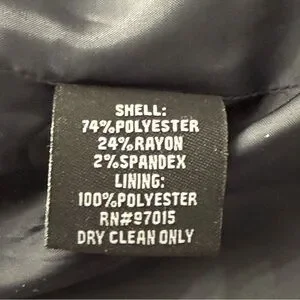 SHELL:
74%POLYESTER
24%RAYON
2%SPANDEX
LINING:
100%POLYESTER
RN#97015
DRY CLEAN ONLY